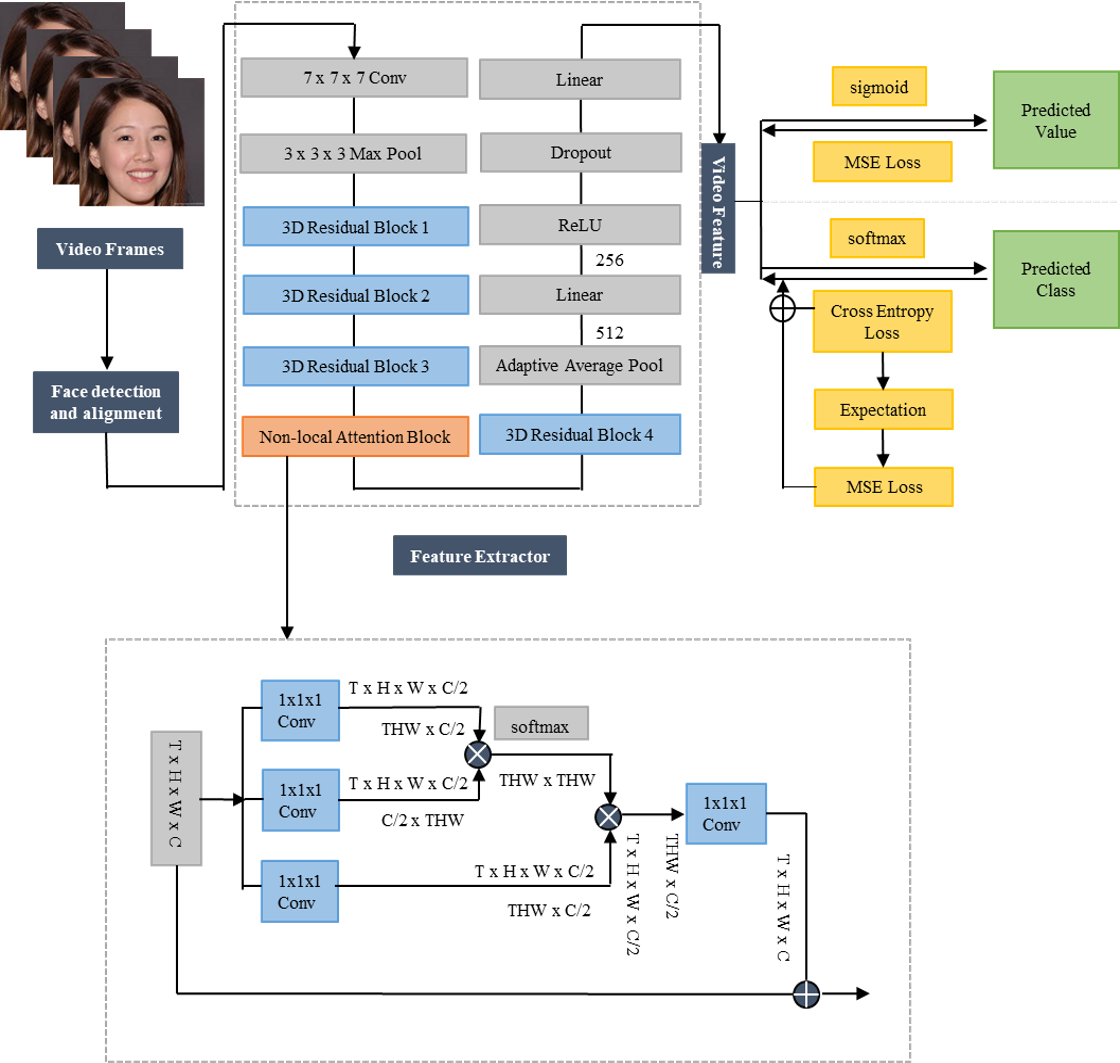 Video Frames
Face detection
and alignment
7 x 7 x 7 Conv
3 x 3 x 3 Max Pool
3D Residual Block 1
3D Residual Block 2
3D Residual Block 3
Non-local Attention Block
Linear
Dropout
ReLU
256
Linear
512
Adaptive Average Pool
3D Residual Block 4
Feature Extractor
Video Feature
sigmoid
MSE Loss
Predicted
Value
softmax
Predicted
Class
Cross Entropy
Loss
Expectation
MSE Loss
T x H x W x C
1x1x1
Conv
T x H x W x C/2
THW x C/2
softmax
1x1x1
Conv
T x H x W x C/2
C/2 x THW
THW x THW
1x1x1
Conv
T x H x W x C/2
THW x C/2
T x H x W x C/2
THW x C/2
1x1x1
Conv
T x H x W x C